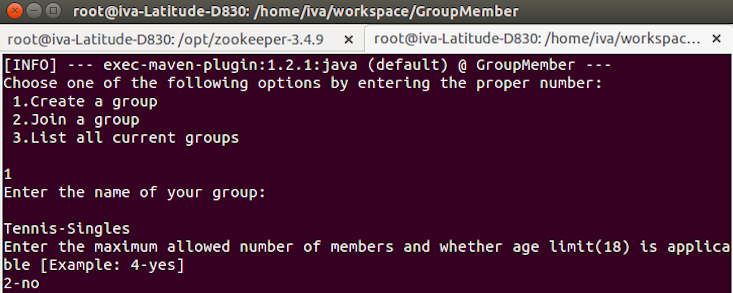 root@iva-Latitude-D830: /home/iva/workspace/GroupMember
root@iva-Latitude-D830: /opt/zookeeper-3.4.9 × root@iva-Latitude-D830: /home/iva/workspac... ×
[INFO] --- exec-maven-plugin:1.2.1:java (default) @ GroupMember ---
Choose one of the following options by entering the proper number:
1.Create a group
2.Join a group
3.List all current groups
1
Enter the name of your group:
Tennis-Singles
Enter the maximum allowed number of members and whether age limit(18) is applica
ble [Example: 4-yes]
2-no